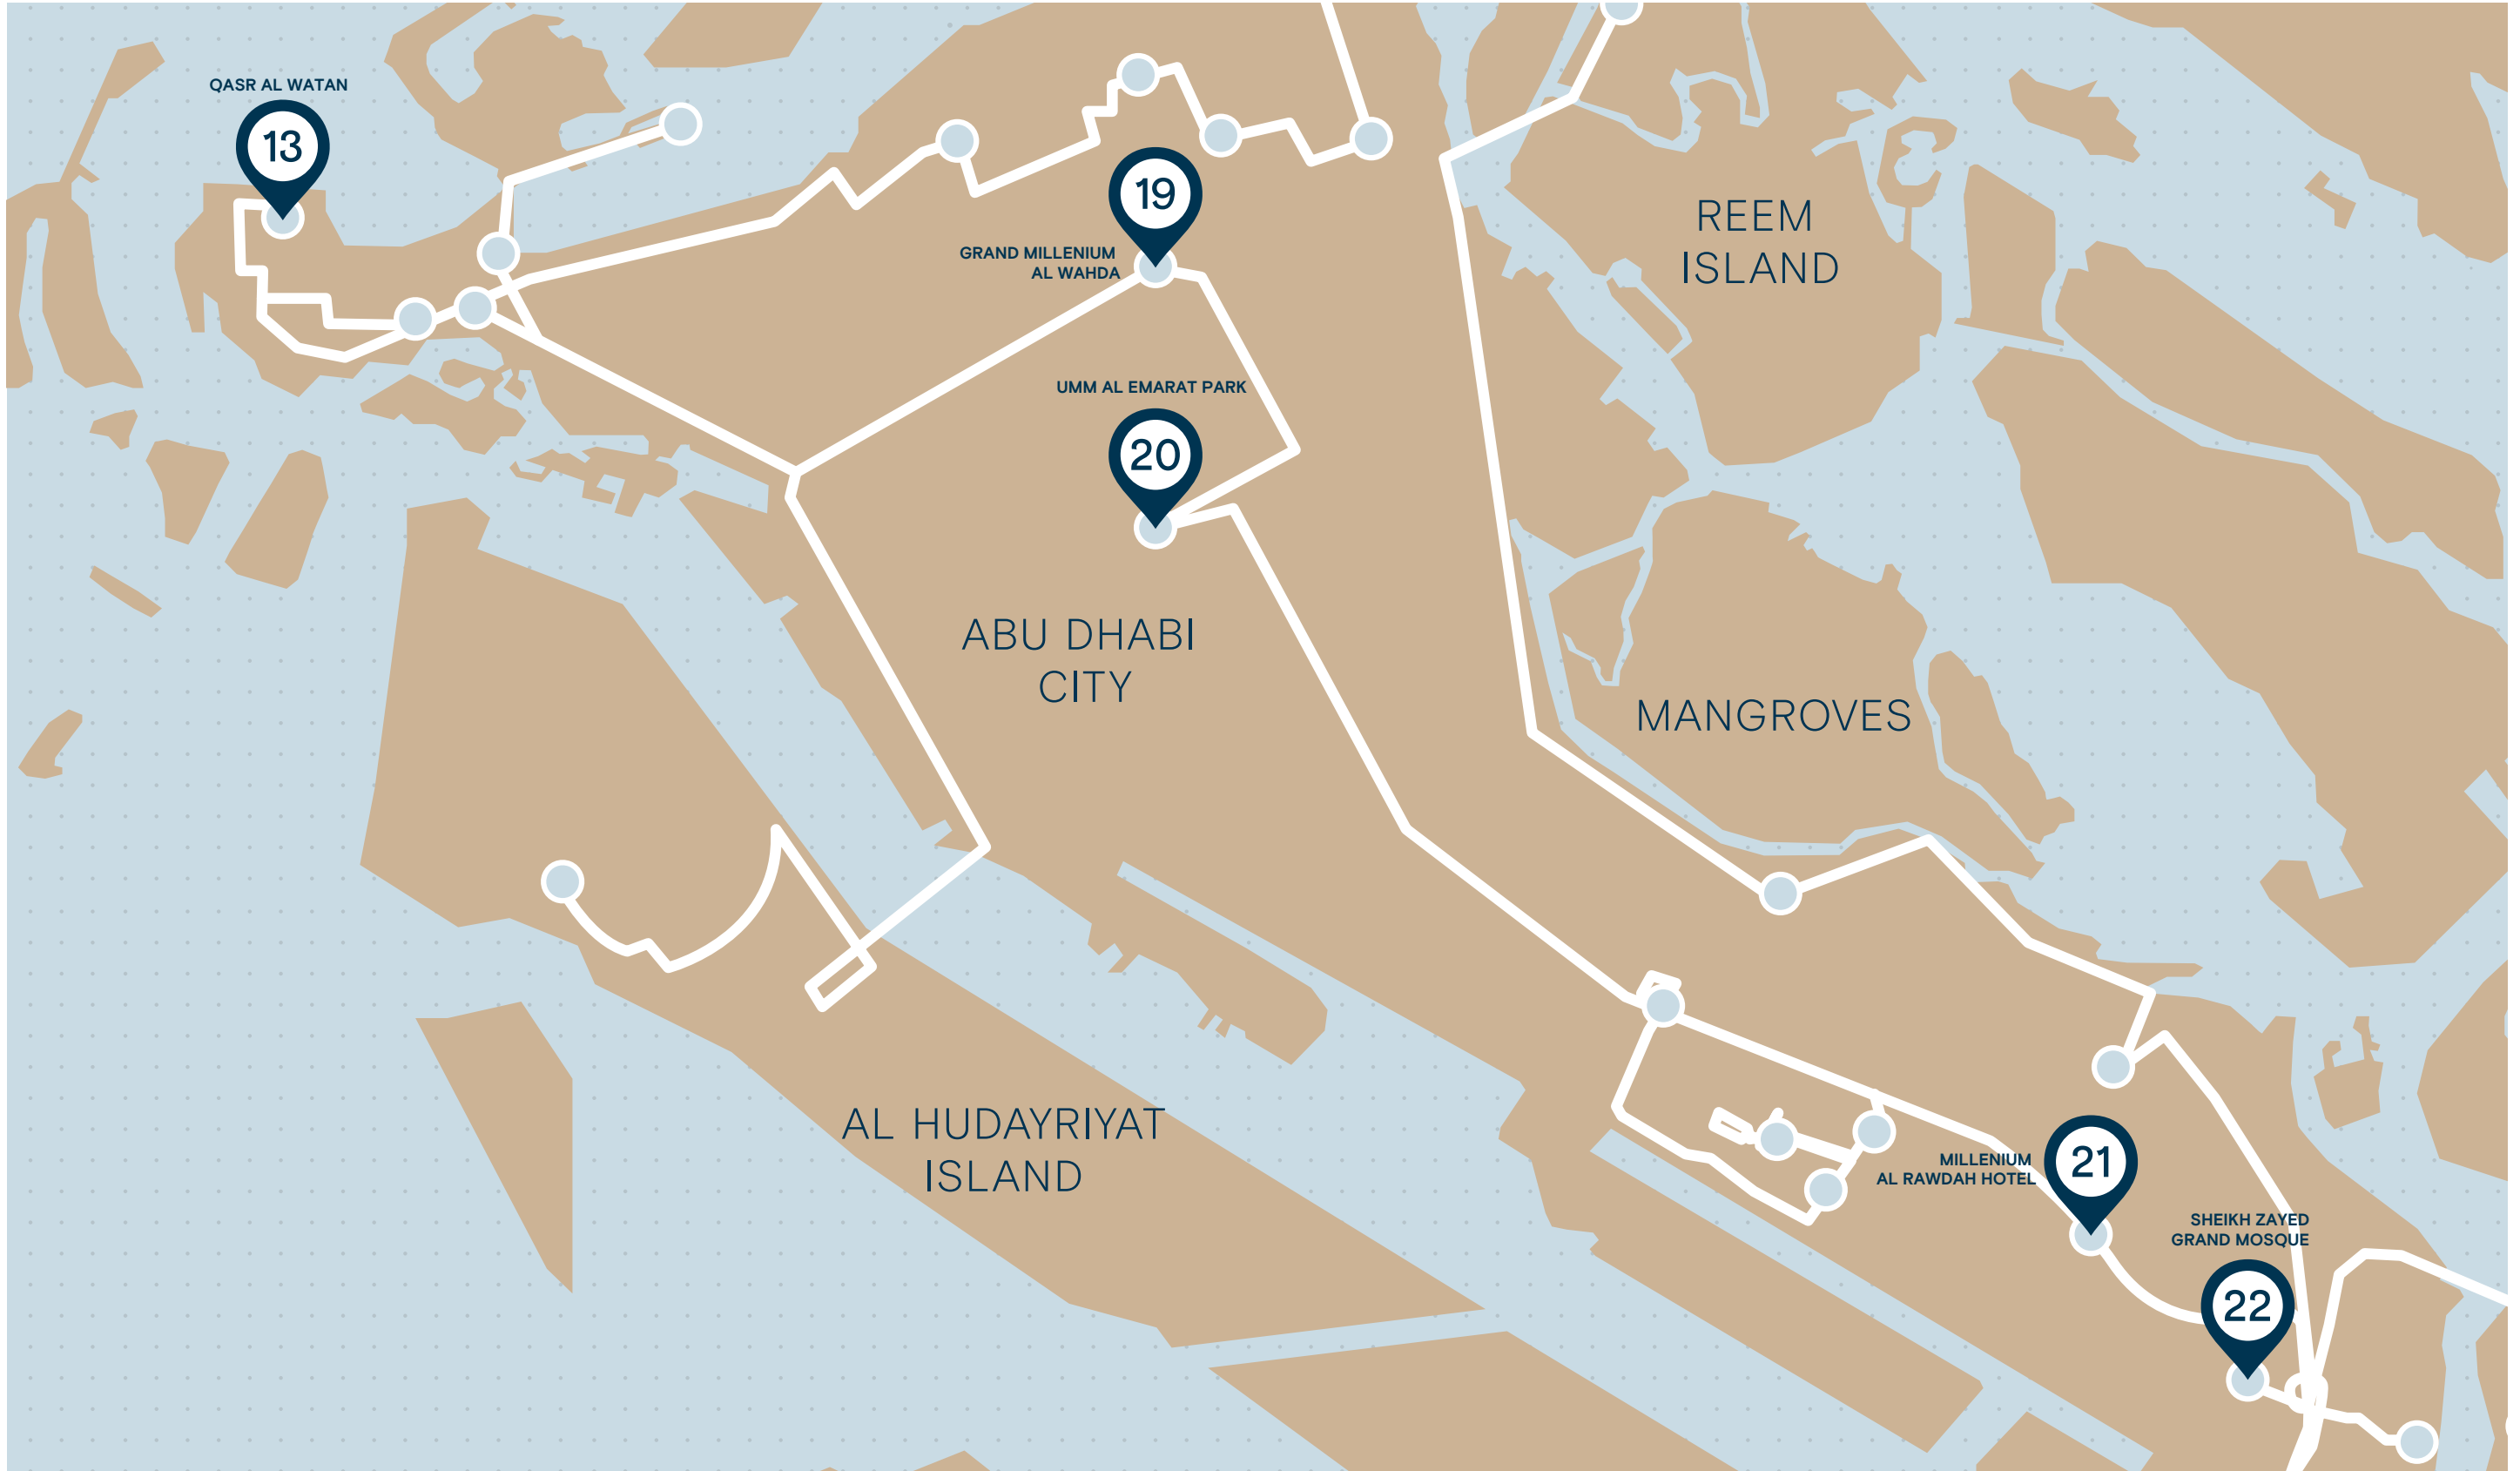 QASR AL WATAN
13
19
GRAND MILLENIUM
AL WAHDA
REEM
ISLAND
UMM AL EMARAT PARK
20
ABU DHABI
CITY
MANGROVES
AL HUDAYRIYAT
ISLAND
MILLENIUM
AL RAWDAH HOTEL
21
SHEIKH ZAYED
GRAND MOSQUE
22